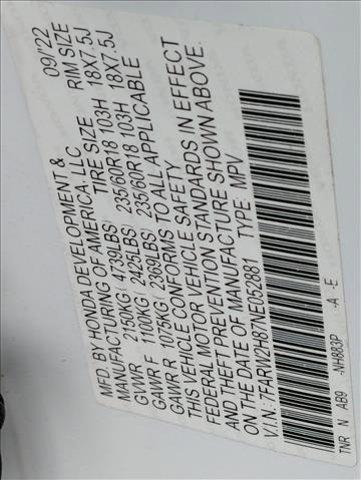 MFD. BY HONDA DEVELOPMENT & 09/'22
MANUFACTURING OF AMERICA, LLC TIRE SIZE RIM SIZE
GVWR 2150KG( 4739LBS) 235/60R18 103H 18X7.5J
GAWR F 1100KG( 2425LBS) 235/60R18 103H 18X7.5J
GAWR R 1075KG( 2369LBS)
THIS VEHICLE CONFORMS TO ALL APPLICABLE
FEDERAL MOTOR VEHICLE SAFETY
AND THEFT PREVENTION STANDARDS IN EFFECT
ON THE DATE OF MANUFACTURE SHOWN ABOVE.
V.I.N: 7FARW2H87NE052881 TYPE: MPV
TNR N AB9 -NH883P -A -E